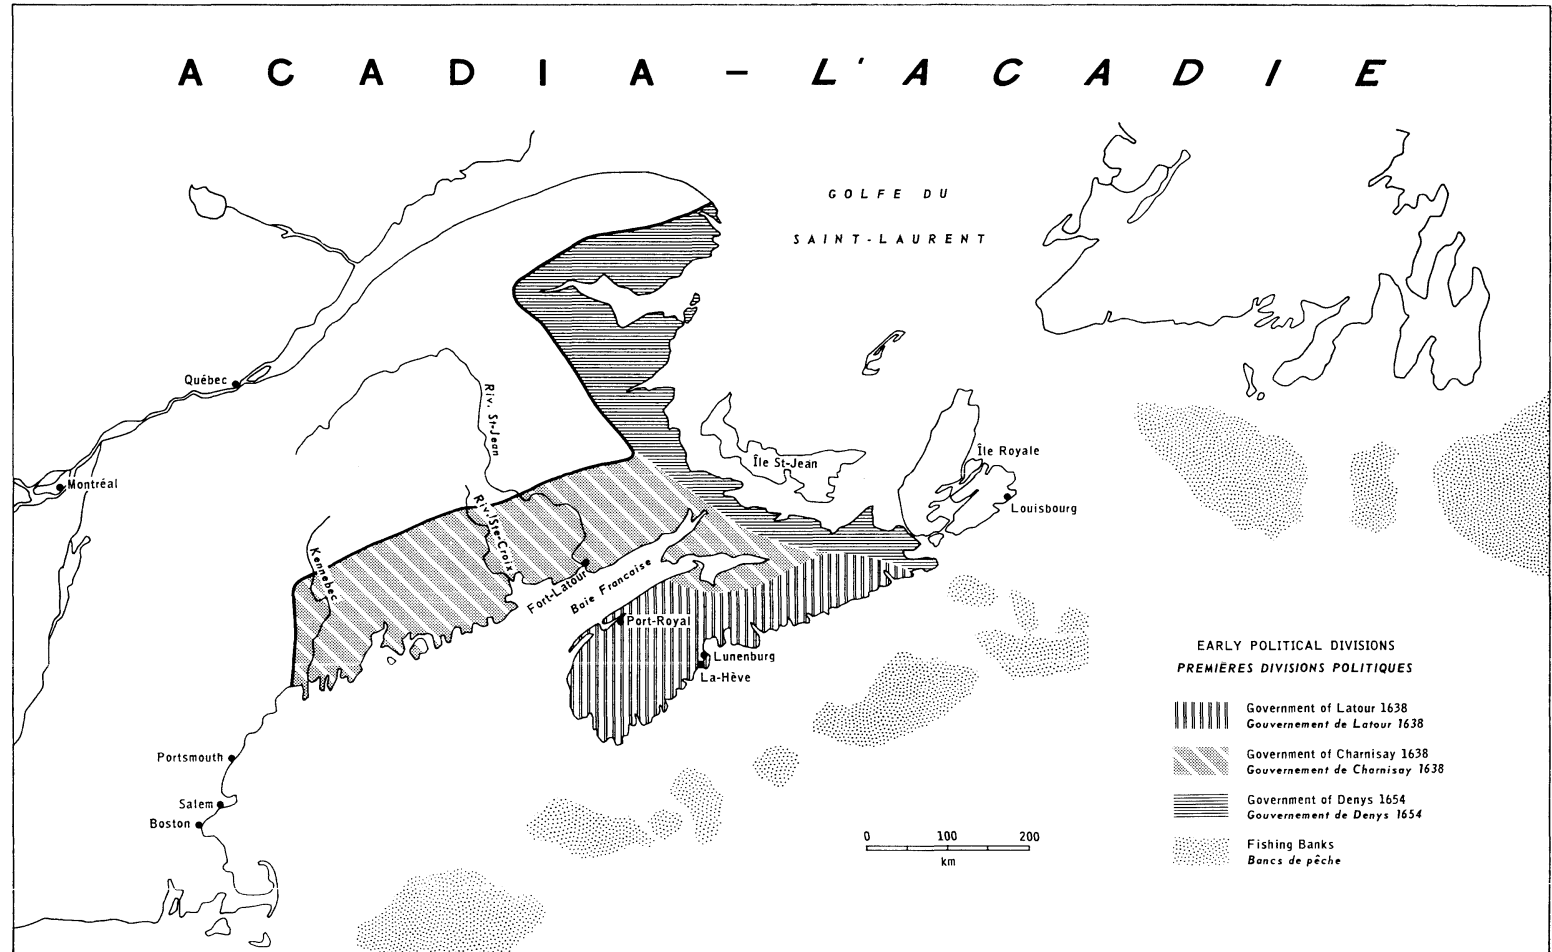 ACADIA - L'ACADIE
GOLFE DU
SAINT-LAURENT
Québec
Riv. St-Jean
Montréal
Île St-Jean
Île Royale
Louisbourg
Riv. Ste-Croix
Kennebec
Fort-Latour
Baie Francaise
Port-Royal
Lunenburg
La-Hève
Portsmouth
Salem
Boston
EARLY POLITICAL DIVISIONS
PREMIÈRES DIVISIONS POLITIQUES
Government of Latour 1638
Gouvernement de Latour 1638
Government of Charnisay 1638
Gouvernement de Charnisay 1638
Government of Denys 1654
Gouvernement de Denys 1654
Fishing Banks
Bancs de pêche
0 100 200
km